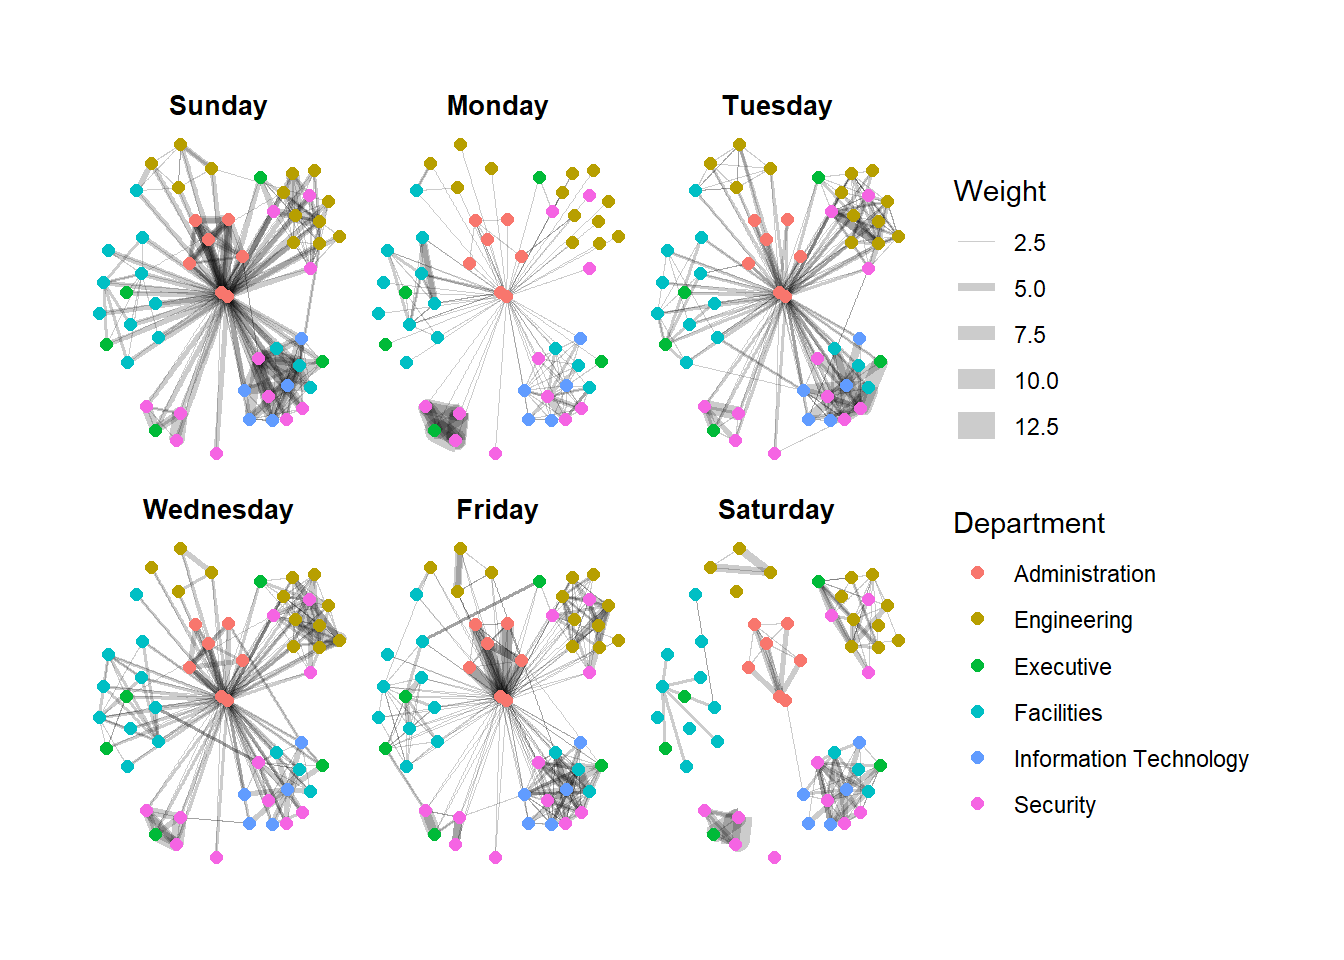 Sunday
Monday
Tuesday
Wednesday
Friday
Saturday
Weight
2.5
5.0
7.5
10.0
12.5
Department
Administration
Engineering
Executive
Facilities
Information Technology
Security